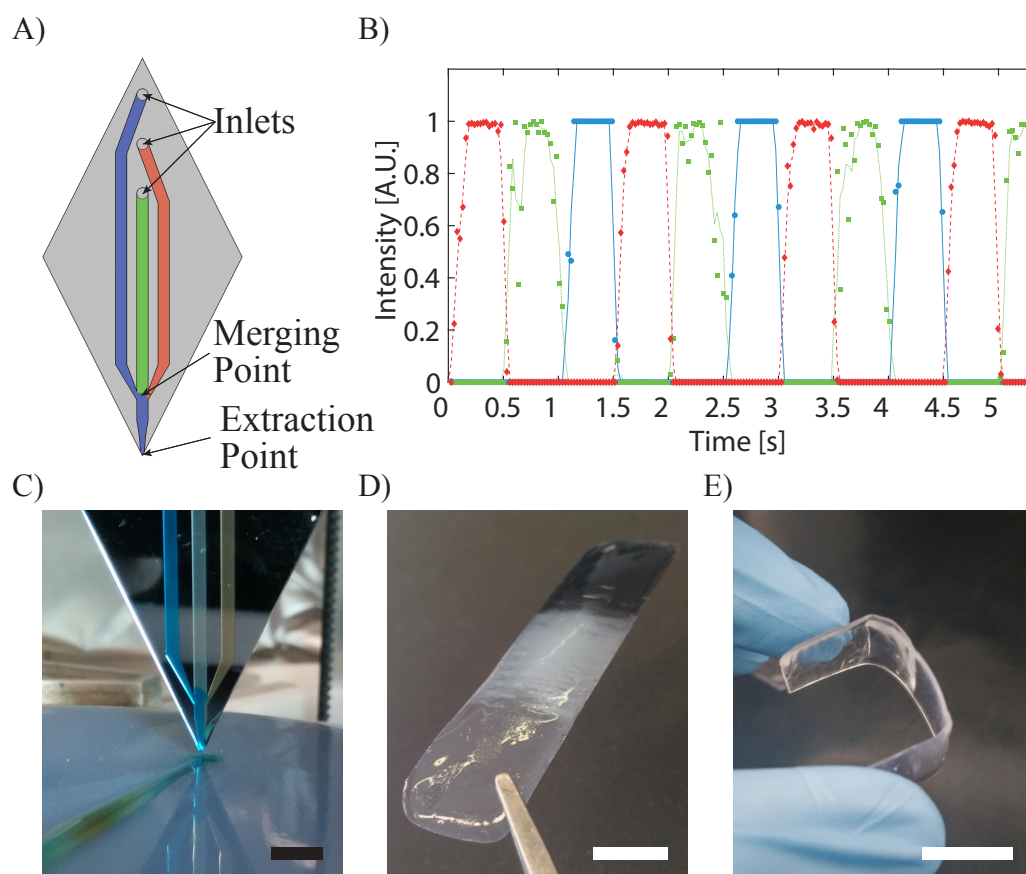 A)
Inlets
Merging
Point
Extraction
Point
B)
Intensity [A.U.]
1
0.8
0.6
0.4
0.2
0
0 0.5 1 1.5 2 2.5 3 3.5 4 4.5 5
Time [s]
C)
D)
E)